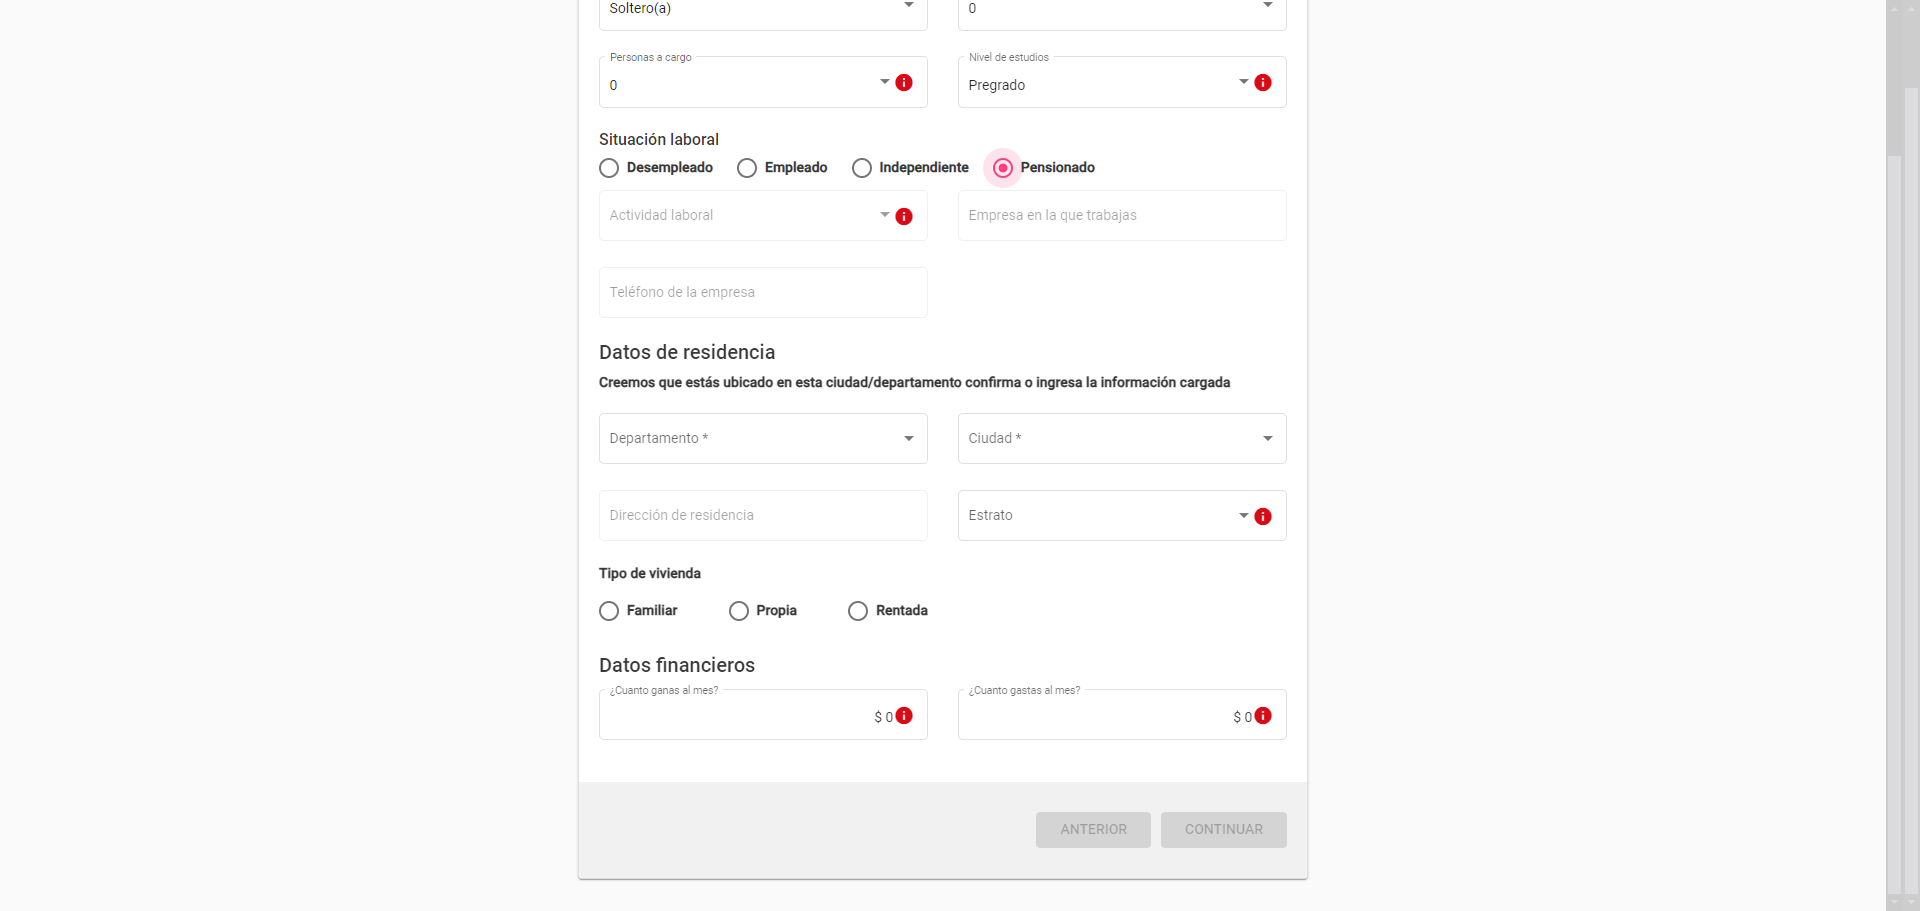 Soltero(a)
0
Personas a cargo
0
Nivel de estudios
Pregrado
Situación laboral
Desempleado
Empleado
Independiente
Pensionado
Actividad laboral
Empresa en la que trabajas
Teléfono de la empresa
Datos de residencia
Creemos que estás ubicado en esta ciudad/departamento confirma o ingresa la información cargada
Departamento *
Ciudad *
Dirección de residencia
Estrato
Tipo de vivienda
Familiar
Propia
Rentada
Datos financieros
¿Cuanto ganas al mes?
$ 0
¿Cuanto gastas al mes?
$ 0
ANTERIOR
CONTINUAR